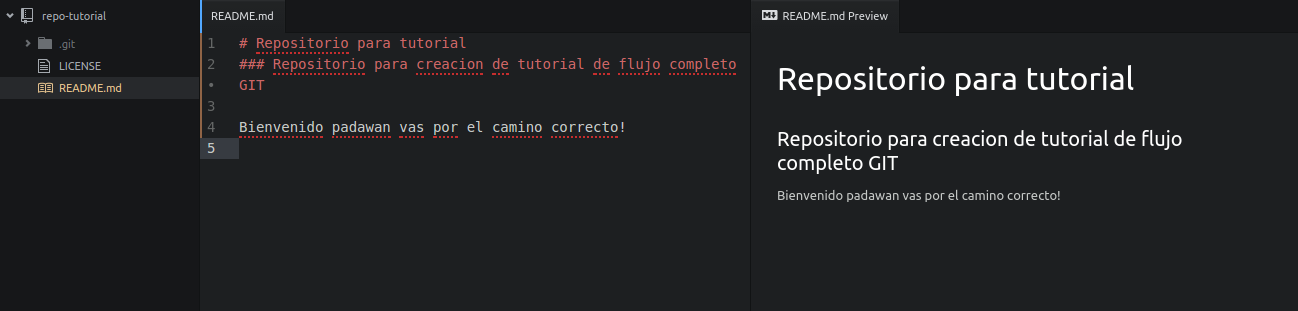 repo-tutorial
.git
LICENSE
README.md
README.md
1 # Repositorio para tutorial
2 ### Repositorio para creacion de tutorial de flujo completo
• GIT
3
4 Bienvenido padawan vas por el camino correcto!
5
README.md Preview
Repositorio para tutorial
Repositorio para creacion de tutorial de flujo
completo GIT
Bienvenido padawan vas por el camino correcto!